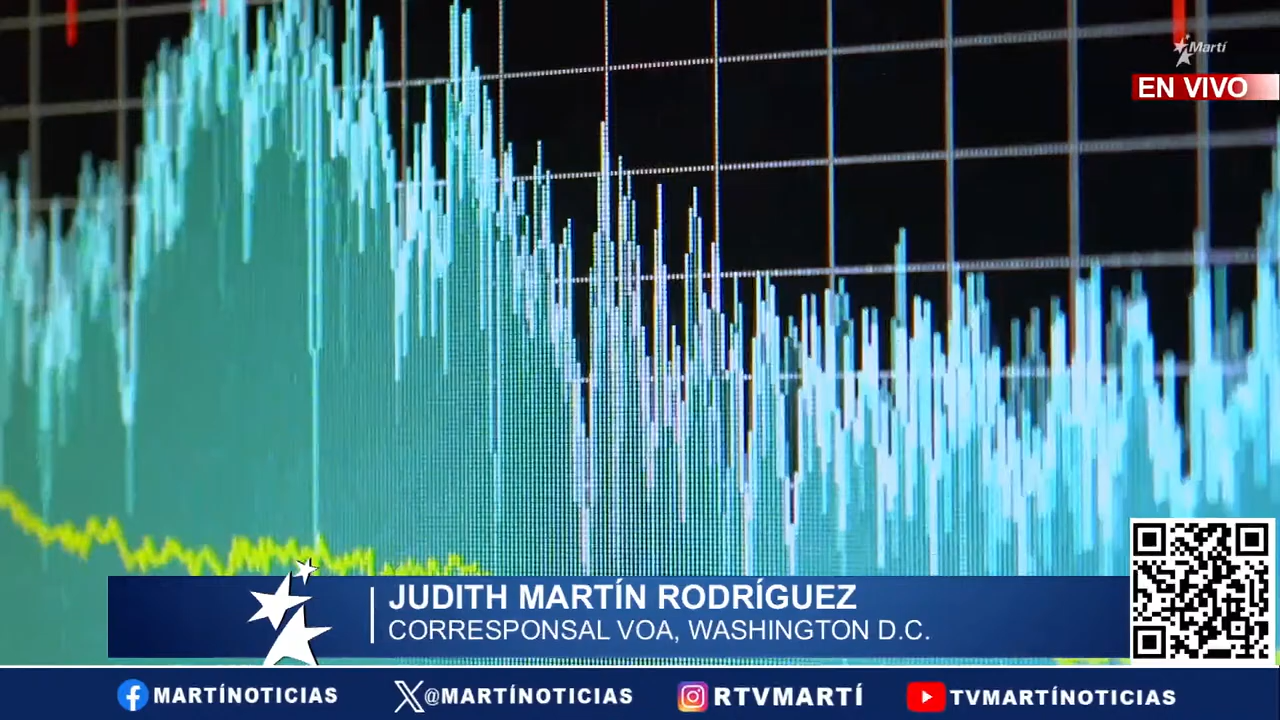 Martí
EN VIVO
JUDITH MARTÍN RODRÍGUEZ
CORRESPONSAL VOA, WASHINGTON D.C.
MARTÍNOTICIAS
@MARTÍNOTICIAS
RTVMARTÍ
TVMARTÍNOTICIAS